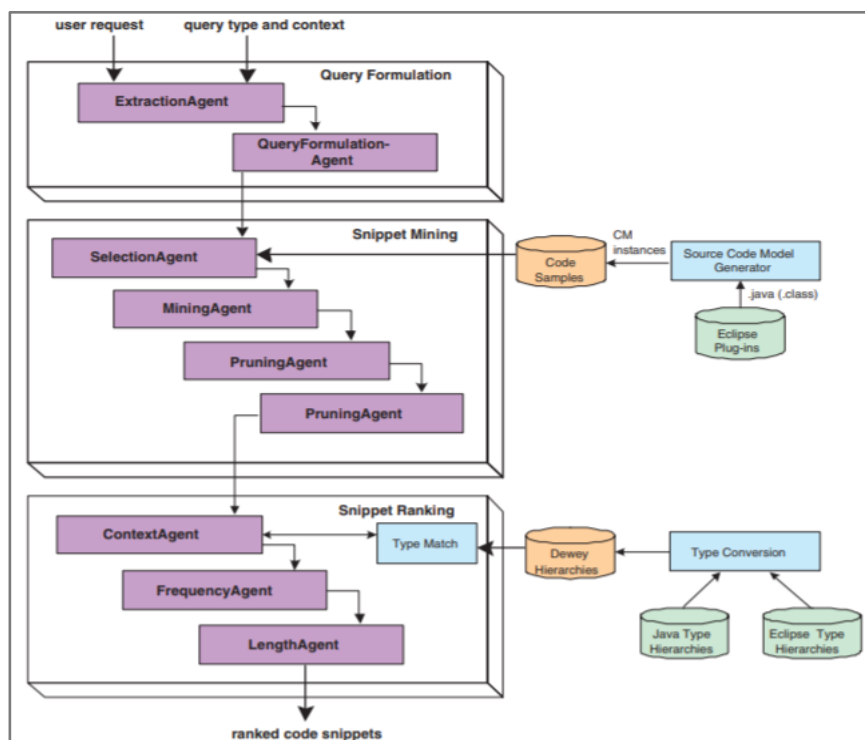 user request
query type and context
Query Formulation
ExtractionAgent
QueryFormulation-
Agent
Snippet Mining
SelectionAgent
MiningAgent
PruningAgent
PruningAgent
Code
Samples
CM
instances
Source Code Model
Generator
.java (.class)
Eclipse
Plug-ins
Snippet Ranking
ContextAgent
Type Match
FrequencyAgent
LengthAgent
Dewey
Hierarchies
Type Conversion
Java Type
Hierarchies
Eclipse Type
Hierarchies
ranked code snippets